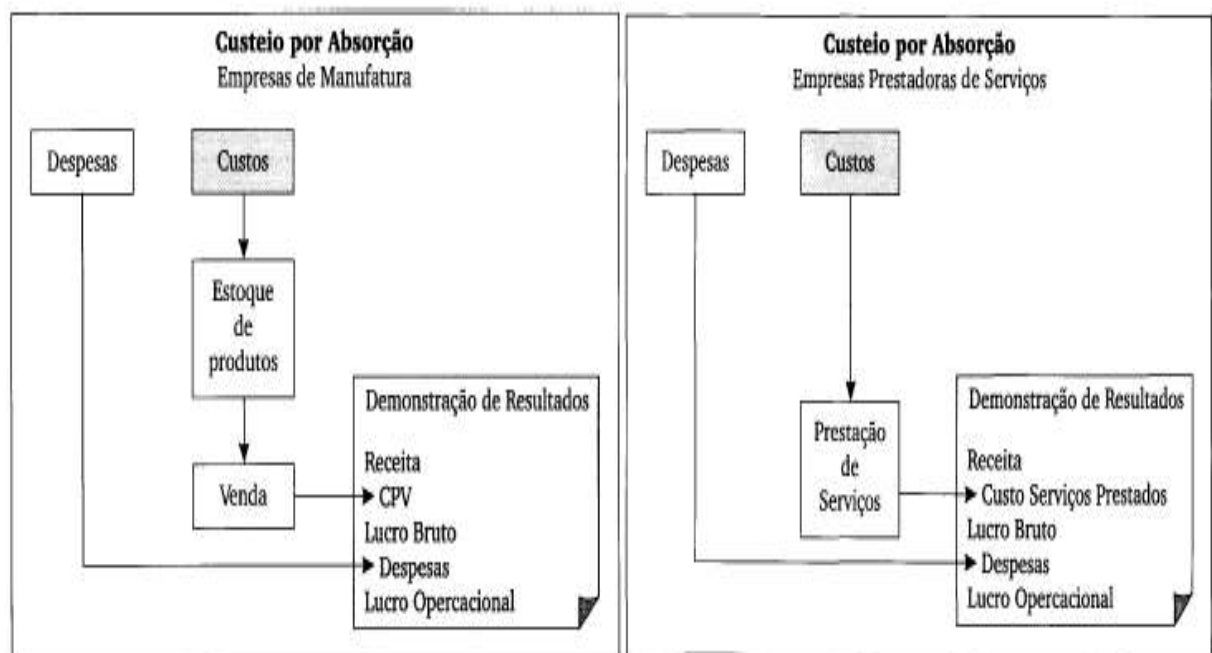 Custeio por Absorção
Empresas de Manufatura
Despesas
Custos
Estoque
de
produtos
Venda
Demonstração de Resultados
Receita
CPV
Lucro Bruto
Despesas
Lucro Opercacional
Custeio por Absorção
Empresas Prestadoras de Serviços
Despesas
Custos
Prestação
de
Serviços
Demonstração de Resultados
Receita
Custo Serviços Prestados
Lucro Bruto
Despesas
Lucro Opercacional